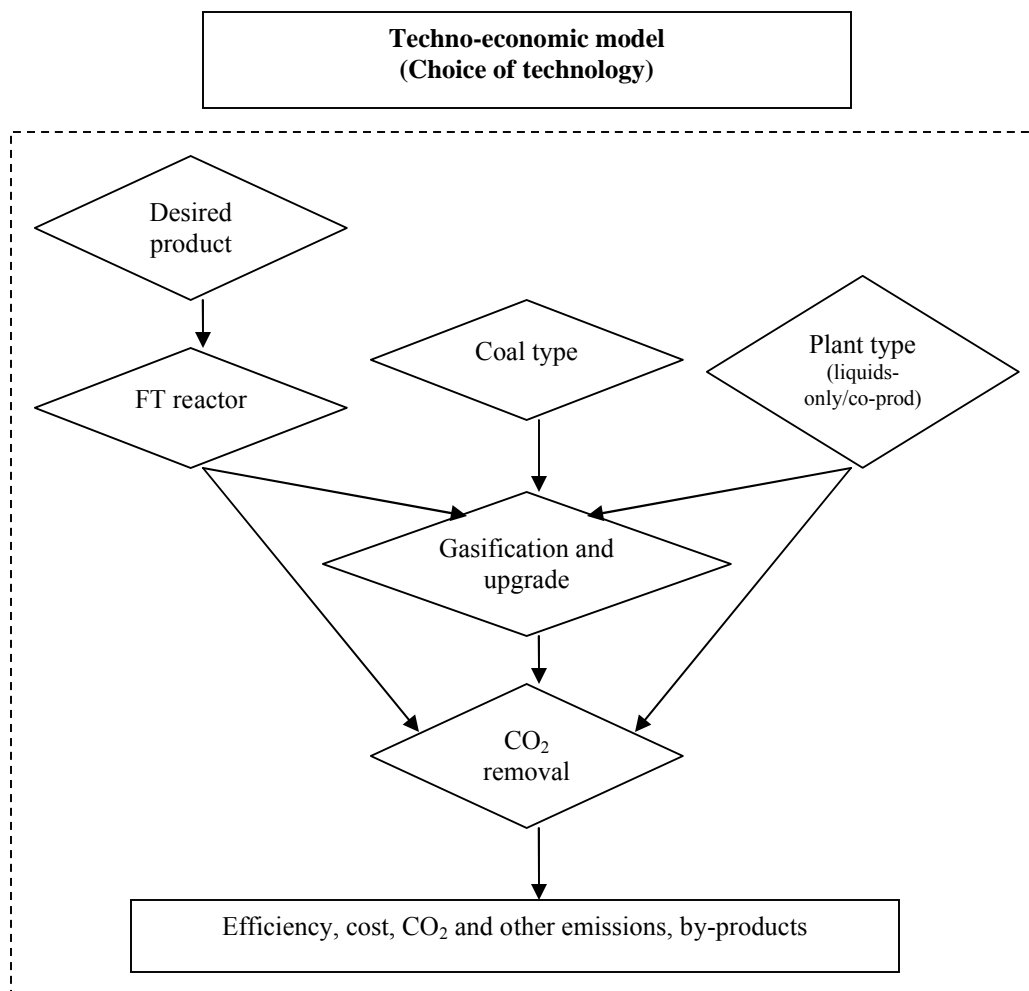 Techno-economic model
(Choice of technology)
Desired
product
FT reactor
Coal type
Plant type
(liquids-
only/co-prod)
Gasification and
upgrade
CO₂
removal
Efficiency, cost, CO₂ and other emissions, by-products